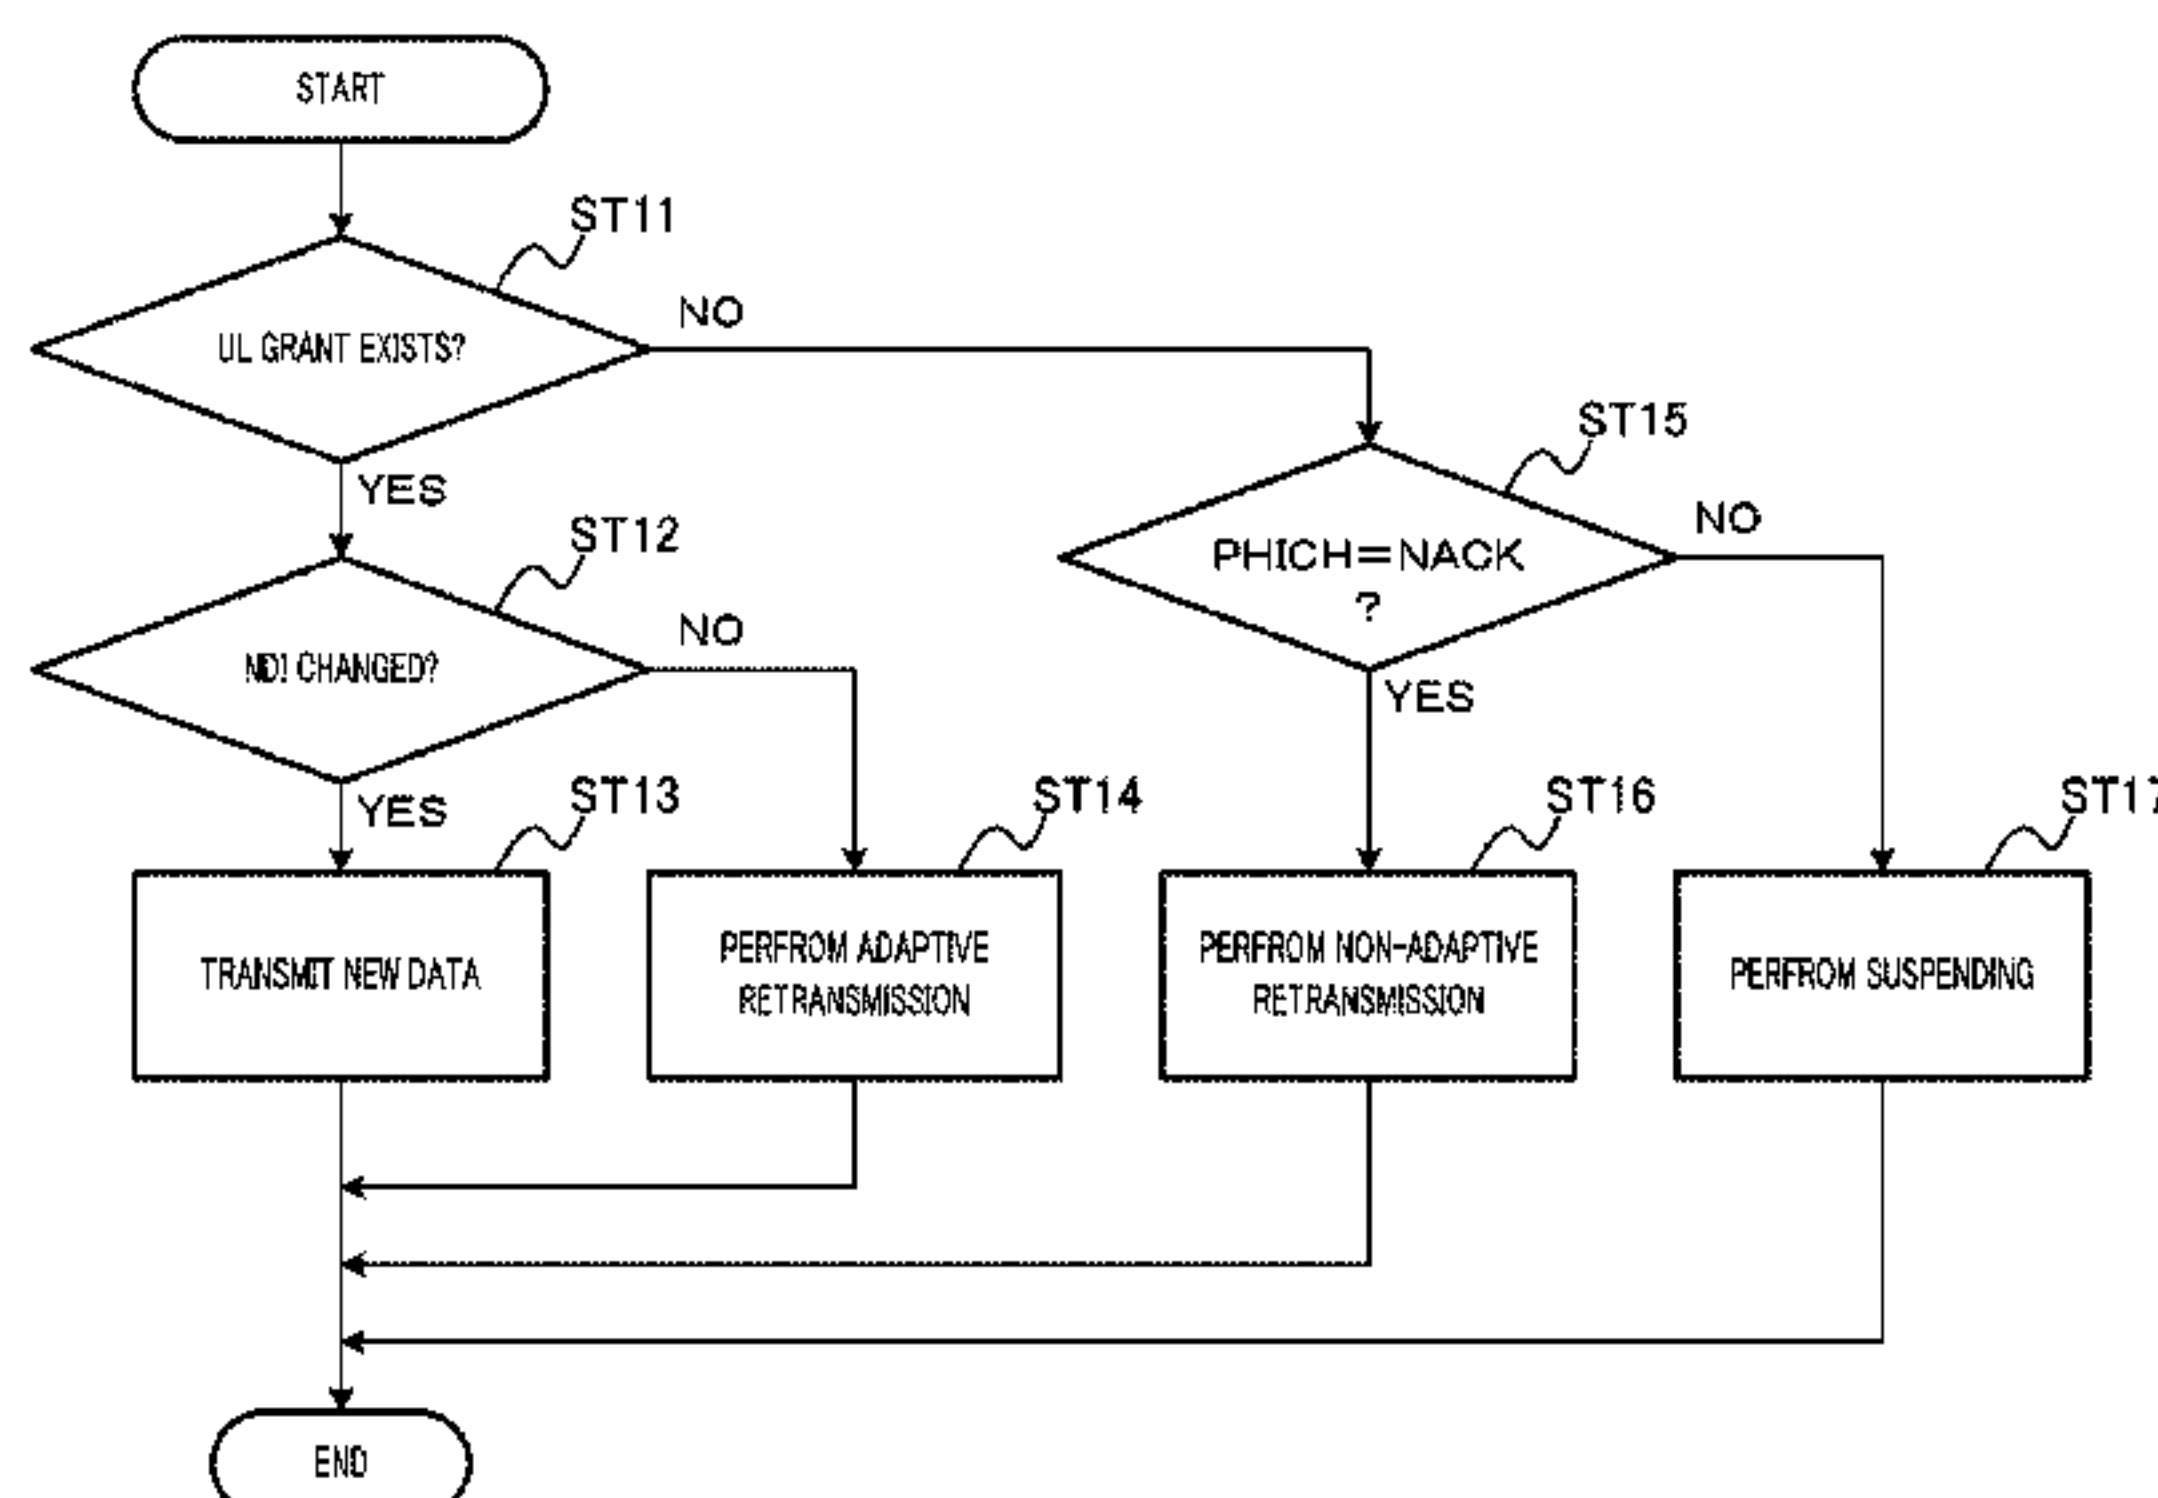 START
ST11
UL GRANT EXISTS?
NO
YES
ST15
PHICH=NACK
?
NO
YES
ST12
NDI CHANGED?
NO
YES
ST13
TRANSMIT NEW DATA
ST14
PERFROM ADAPTIVE
RETRANSMISSION
ST16
PERFROM NON-ADAPTIVE
RETRANSMISSION
ST17
PERFROM SUSPENDING
END